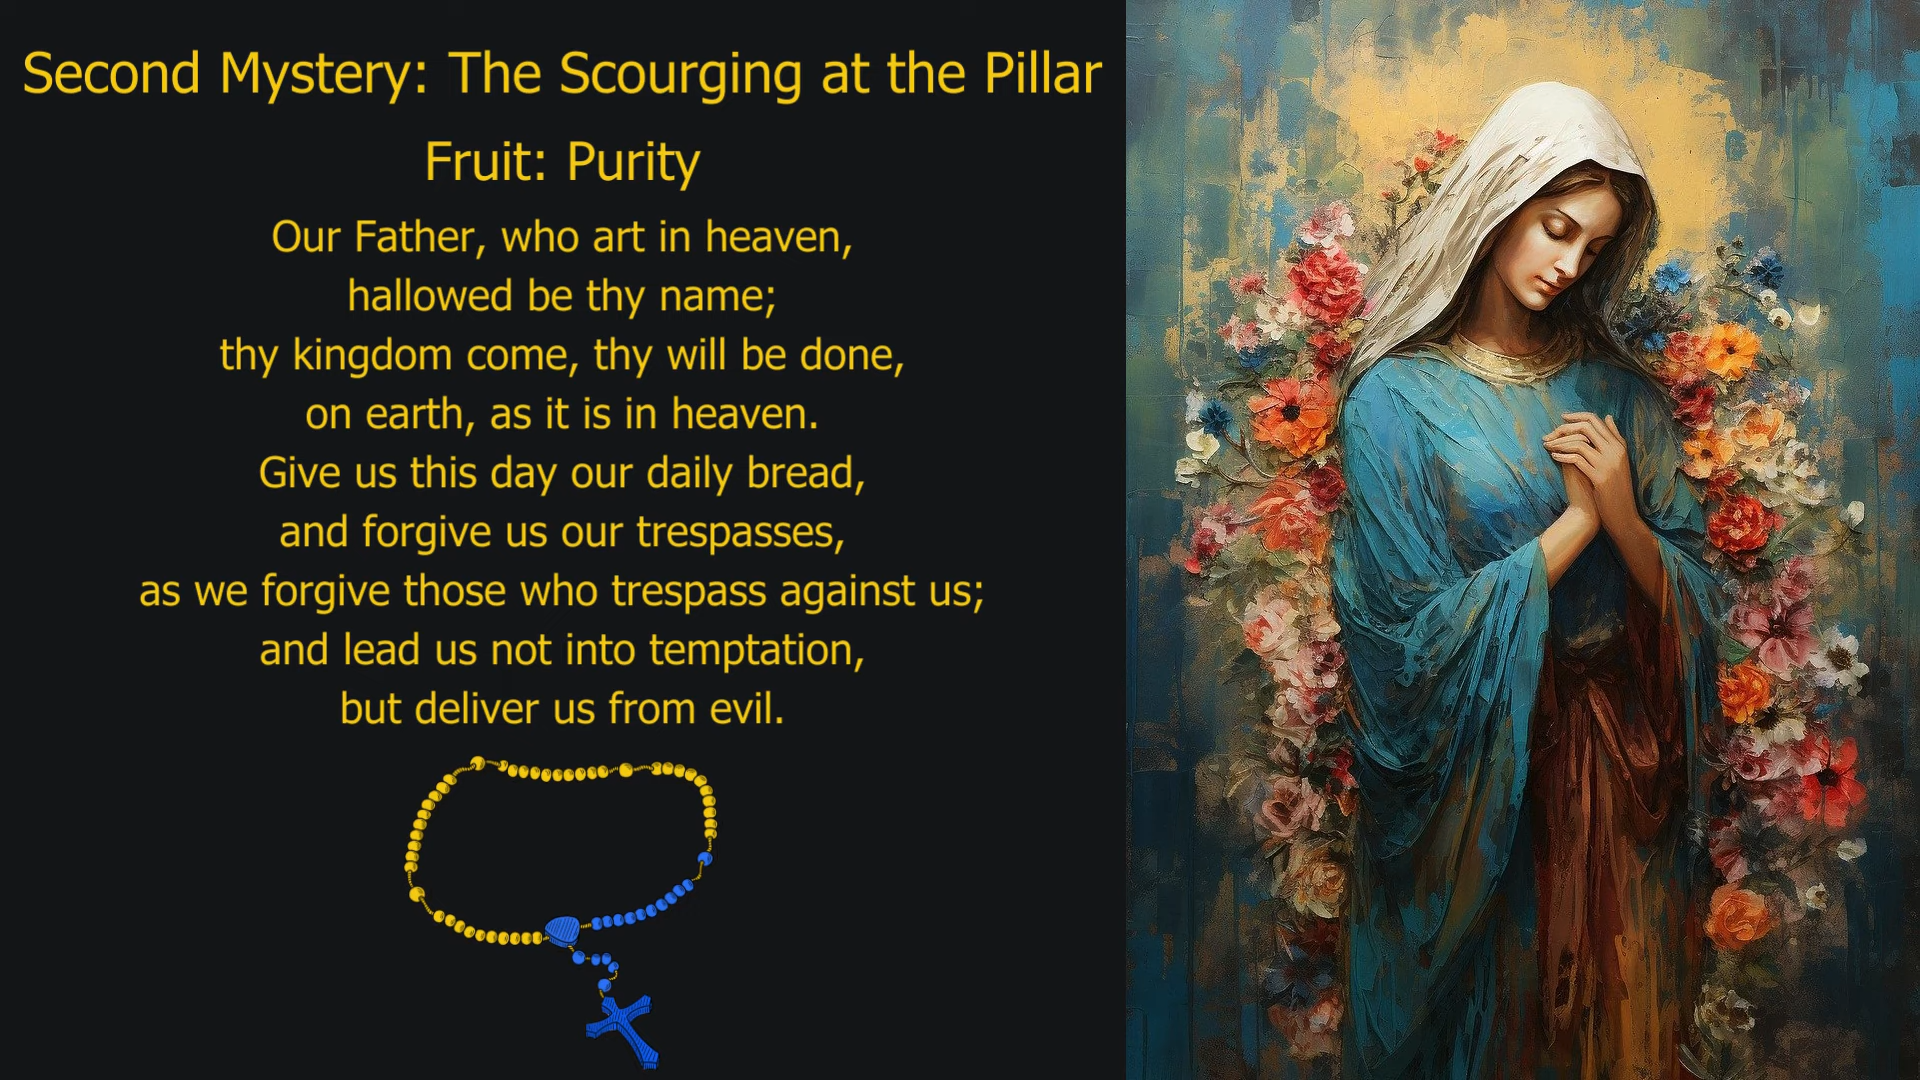 Second Mystery: The Scourging at the Pillar
Fruit: Purity
Our Father, who art in heaven,
hallowed be thy name;
thy kingdom come, thy will be done,
on earth, as it is in heaven.
Give us this day our daily bread,
and forgive us our trespasses,
as we forgive those who trespass against us;
and lead us not into temptation,
but deliver us from evil.